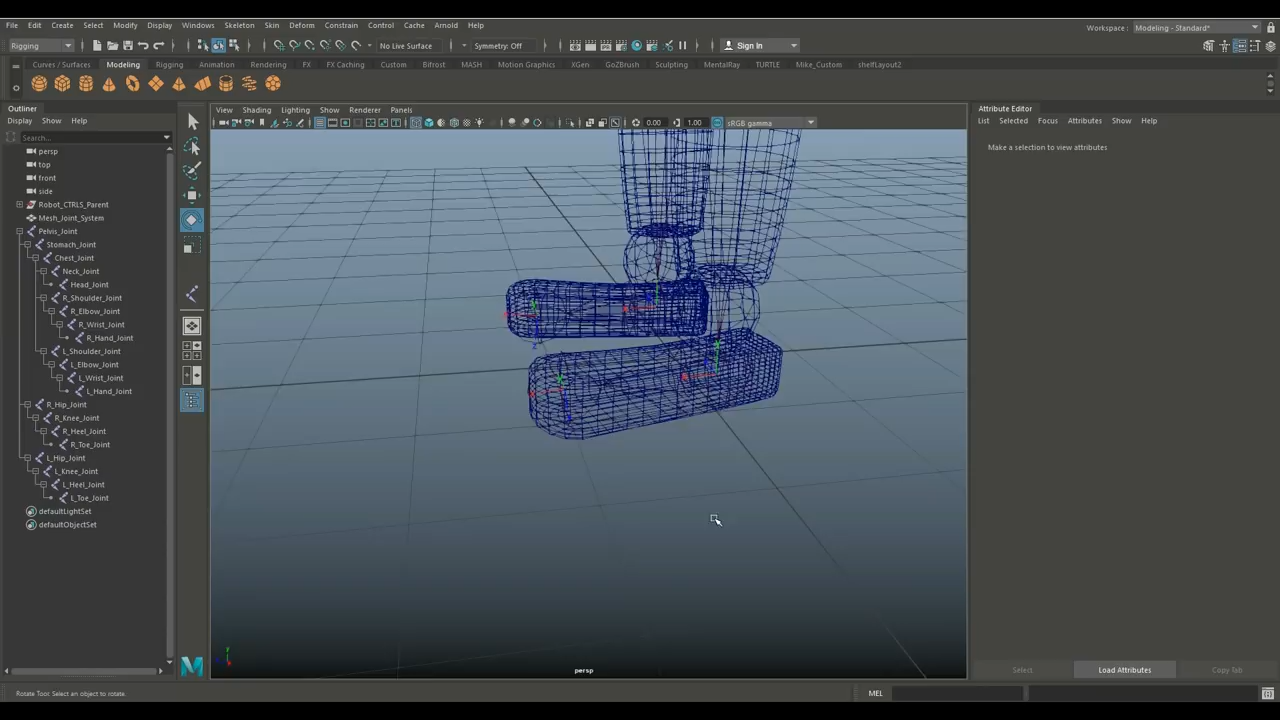 File Edit Create Select Modify Display Windows Skeleton Skin Deform Constrain Control Cache Arnold Help
Workspace : Modeling - Standard*
Rigging No Live Surface Symmetry: Off Sign In
Curves / Surfaces Modeling Rigging Animation Rendering FX FX Caching Custom Bifrost MASH Motion Graphics XGen GoZBrush Sculpting MentalRay TURTLE Mike_Custom shelfLayout2
Outliner
Display Show Help
Search...
persp
top
front
side
Robot_CTRLS_Parent
Mesh_Joint_System
Pelvis_Joint
Stomach_Joint
Chest_Joint
Neck_Joint
Head_Joint
R_Shoulder_Joint
R_Elbow_Joint
R_Wrist_Joint
R_Hand_Joint
L_Shoulder_Joint
L_Elbow_Joint
L_Wrist_Joint
L_Hand_Joint
R_Hip_Joint
R_Knee_Joint
R_Heel_Joint
R_Toe_Joint
L_Hip_Joint
L_Knee_Joint
L_Heel_Joint
L_Toe_Joint
defaultLightSet
defaultObjectSet
View Shading Lighting Show Renderer Panels
0.00 1.00 sRGB gamma
persp
Attribute Editor
List Selected Focus Attributes Show Help
Make a selection to view attributes
Select Load Attributes Copy Tab
Rotate Tool: Select an object to rotate.
MEL